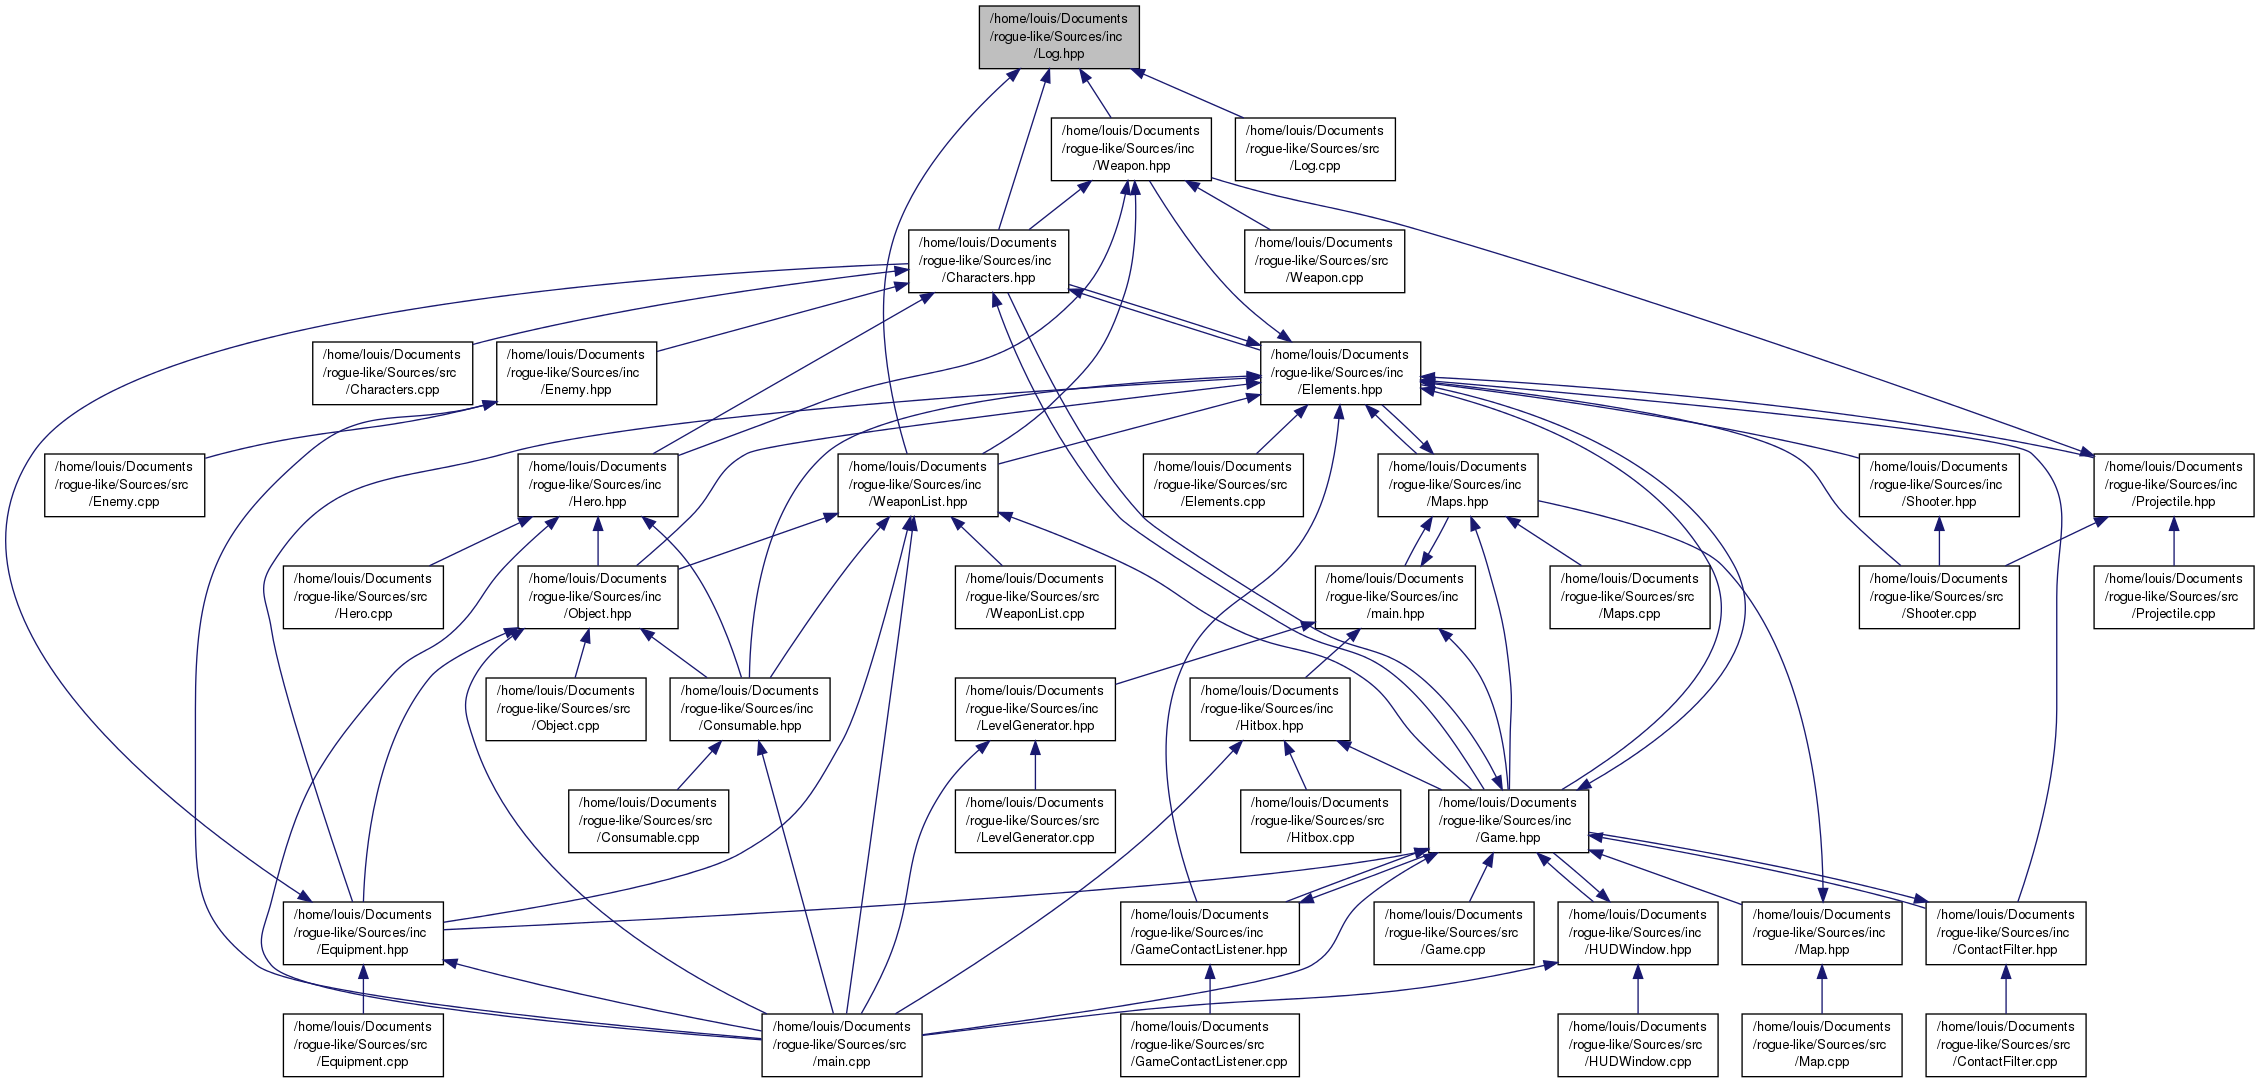 /home/louis/Documents
/rogue-like/Sources/inc
/Log.hpp
/home/louis/Documents
/rogue-like/Sources/inc
/Weapon.hpp
/home/louis/Documents
/rogue-like/Sources/src
/Log.cpp
/home/louis/Documents
/rogue-like/Sources/inc
/Characters.hpp
/home/louis/Documents
/rogue-like/Sources/src
/Weapon.cpp
/home/louis/Documents
/rogue-like/Sources/src
/Characters.cpp
/home/louis/Documents
/rogue-like/Sources/inc
/Enemy.hpp
/home/louis/Documents
/rogue-like/Sources/inc
/Elements.hpp
/home/louis/Documents
/rogue-like/Sources/src
/Enemy.cpp
/home/louis/Documents
/rogue-like/Sources/inc
/Hero.hpp
/home/louis/Documents
/rogue-like/Sources/inc
/WeaponList.hpp
/home/louis/Documents
/rogue-like/Sources/src
/Elements.cpp
/home/louis/Documents
/rogue-like/Sources/inc
/Maps.hpp
/home/louis/Documents
/rogue-like/Sources/inc
/Shooter.hpp
/home/louis/Documents
/rogue-like/Sources/inc
/Projectile.hpp
/home/louis/Documents
/rogue-like/Sources/src
/Hero.cpp
/home/louis/Documents
/rogue-like/Sources/inc
/Object.hpp
/home/louis/Documents
/rogue-like/Sources/src
/WeaponList.cpp
/home/louis/Documents
/rogue-like/Sources/inc
/main.hpp
/home/louis/Documents
/rogue-like/Sources/src
/Maps.cpp
/home/louis/Documents
/rogue-like/Sources/src
/Shooter.cpp
/home/louis/Documents
/rogue-like/Sources/src
/Projectile.cpp
/home/louis/Documents
/rogue-like/Sources/src
/Object.cpp
/home/louis/Documents
/rogue-like/Sources/inc
/Consumable.hpp
/home/louis/Documents
/rogue-like/Sources/inc
/LevelGenerator.hpp
/home/louis/Documents
/rogue-like/Sources/inc
/Hitbox.hpp
/home/louis/Documents
/rogue-like/Sources/src
/Consumable.cpp
/home/louis/Documents
/rogue-like/Sources/src
/LevelGenerator.cpp
/home/louis/Documents
/rogue-like/Sources/src
/Hitbox.cpp
/home/louis/Documents
/rogue-like/Sources/inc
/Game.hpp
/home/louis/Documents
/rogue-like/Sources/inc
/Equipment.hpp
/home/louis/Documents
/rogue-like/Sources/inc
/GameContactListener.hpp
/home/louis/Documents
/rogue-like/Sources/src
/Game.cpp
/home/louis/Documents
/rogue-like/Sources/inc
/HUDWindow.hpp
/home/louis/Documents
/rogue-like/Sources/inc
/Map.hpp
/home/louis/Documents
/rogue-like/Sources/inc
/ContactFilter.hpp
/home/louis/Documents
/rogue-like/Sources/src
/Equipment.cpp
/home/louis/Documents
/rogue-like/Sources/src
/main.cpp
/home/louis/Documents
/rogue-like/Sources/src
/GameContactListener.cpp
/home/louis/Documents
/rogue-like/Sources/src
/HUDWindow.cpp
/home/louis/Documents
/rogue-like/Sources/src
/Map.cpp
/home/louis/Documents
/rogue-like/Sources/src
/ContactFilter.cpp